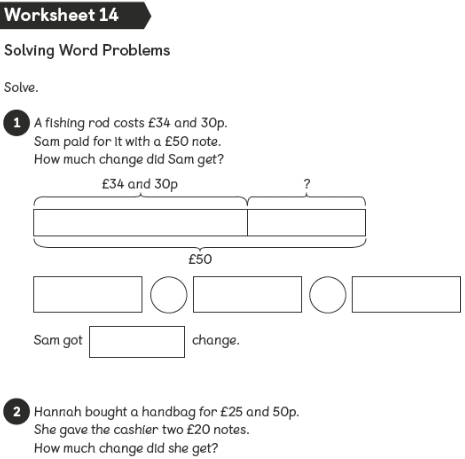 Worksheet 14
Solving Word Problems
Solve.
1 A fishing rod costs £34 and 30p.
Sam paid for it with a £50 note.
How much change did Sam get?
£34 and 30p ?
£50
Sam got change.
2 Hannah bought a handbag for £25 and 50p.
She gave the cashier two £20 notes.
How much change did she get?